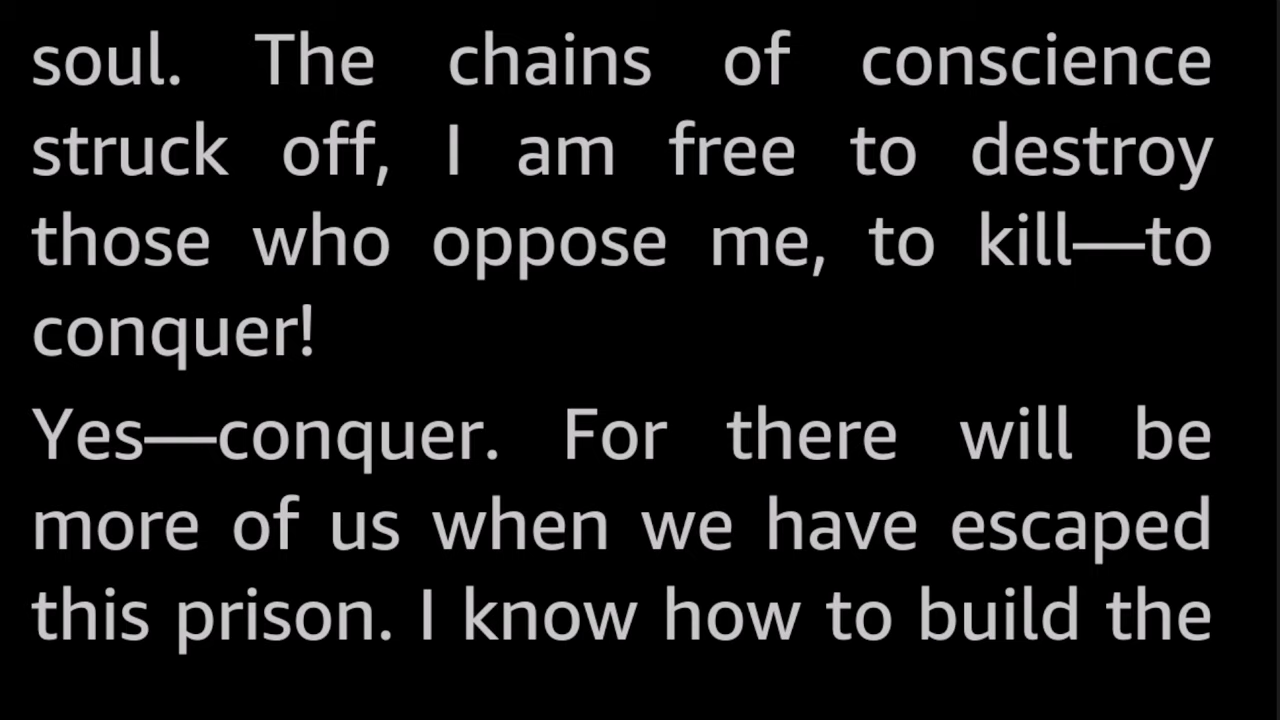 soul. The chains of conscience
struck off, I am free to destroy
those who oppose me, to kill—to
conquer!
Yes—conquer. For there will be
more of us when we have escaped
this prison. I know how to build the